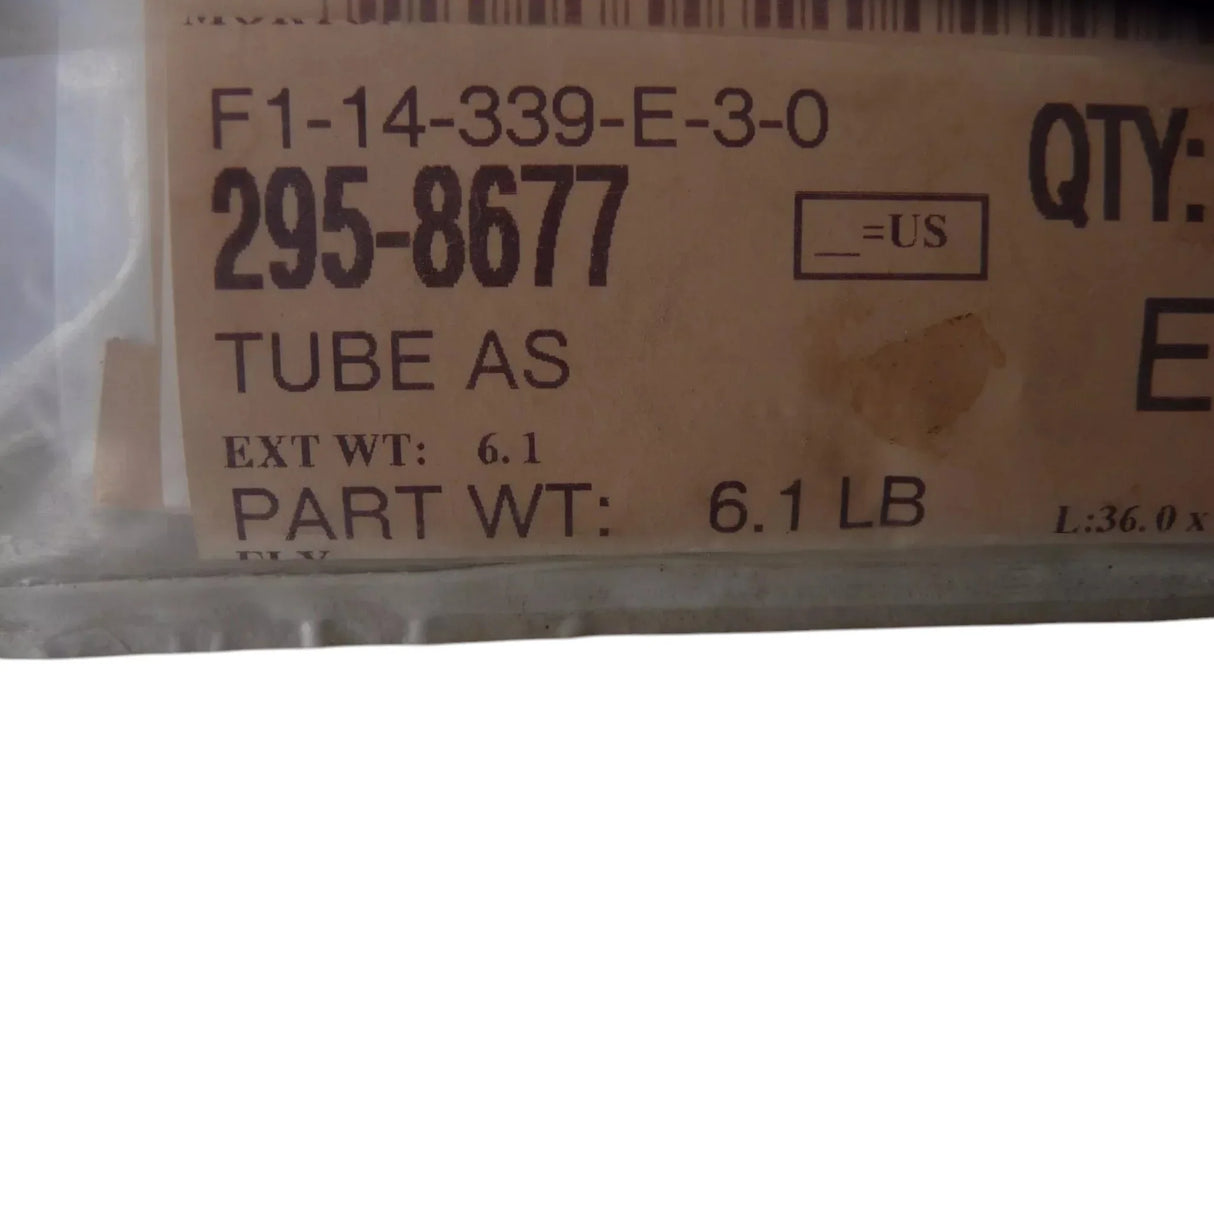 F1-14-339-E-3-0
QTY:
295-8677
__=US
TUBE AS
E
EXT WT: 6.1
PART WT: 6.1 LB
L:36.0 x